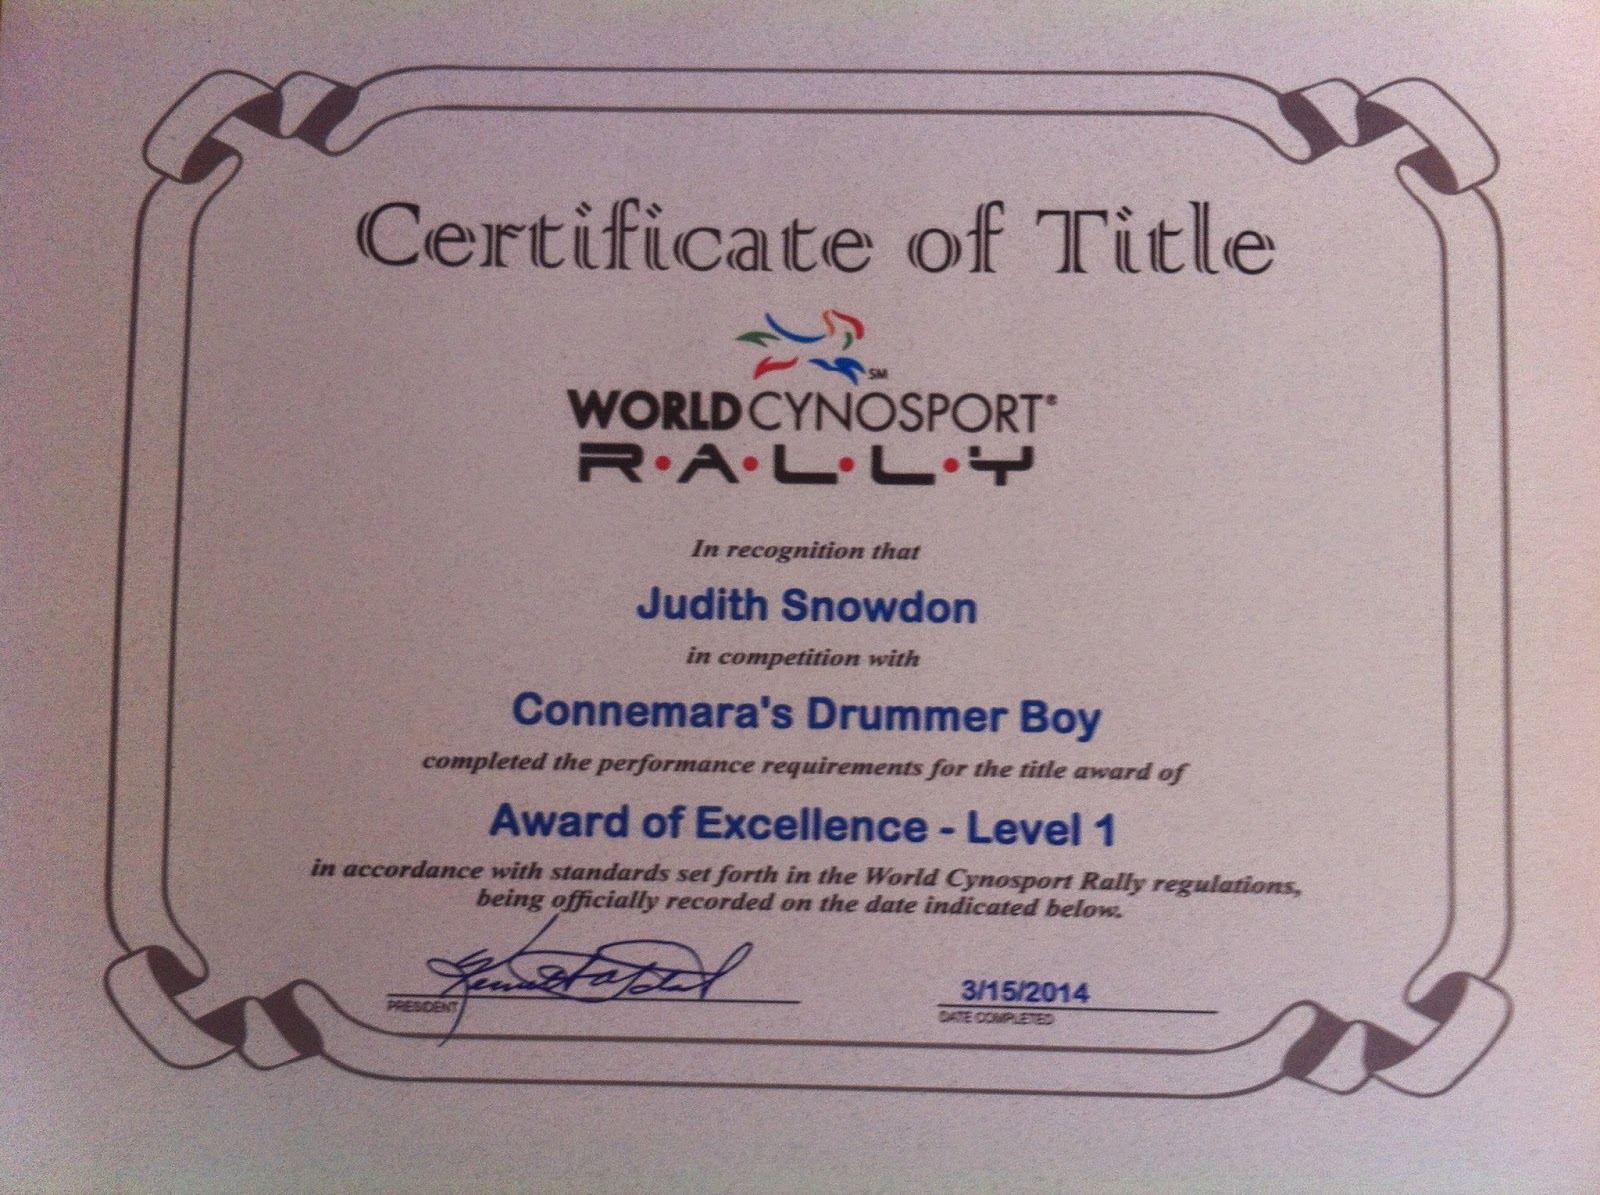 Certificate of Title
SM
WORLD CYNOSPORT®
R·A·L·L·Y
In recognition that
Judith Snowdon
in competition with
Connemara's Drummer Boy
completed the performance requirements for the title award of
Award of Excellence - Level 1
in accordance with standards set forth in the World Cynosport Rally regulations,
being officially recorded on the date indicated below.
3/15/2014
PRESIDENT
DATE COMPLETED